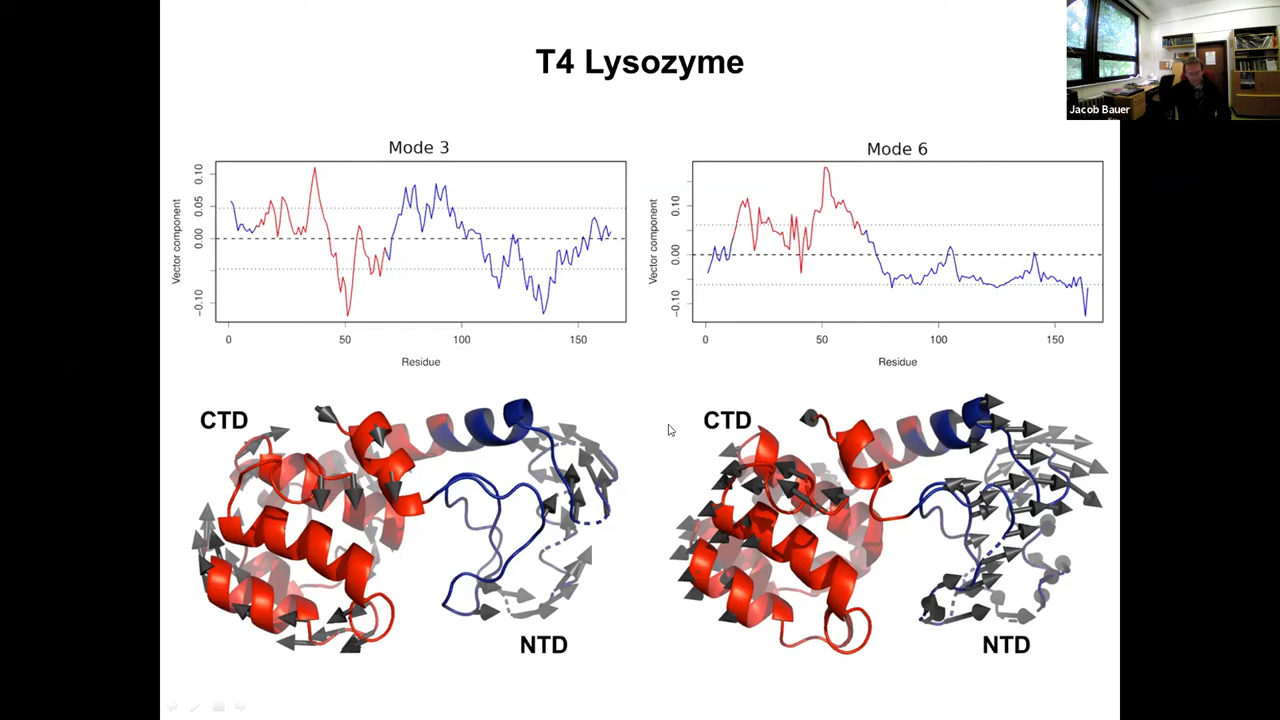 T4 Lysozyme
Jacob Bauer
Mode 3
Vector component
0.10
0.05
0.00
−0.10
0
50
100
150
Residue
Mode 6
Vector component
0.10
0.00
−0.10
0
50
100
150
Residue
CTD
NTD
CTD
NTD